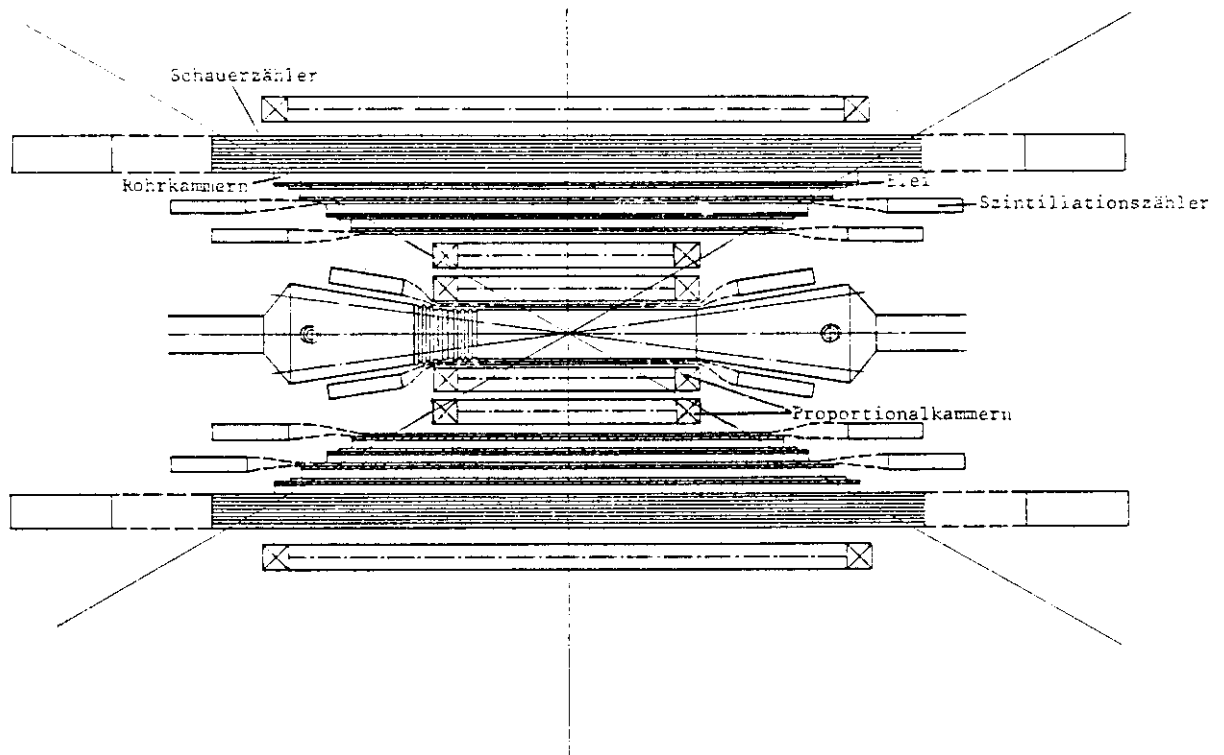 Schauerzähler
Rohrkammern
Blei
Szintillationszähler
Proportionalkammern